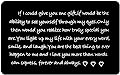 If I could give you one gift,it would be the
ability to see yourself through my eyes.Only
then would you realize how truly special you
are.You light up my life with your every word,
smile, and laugh.You are the best thing to ever
happen to me and I love you more than words
can express, forever and always.